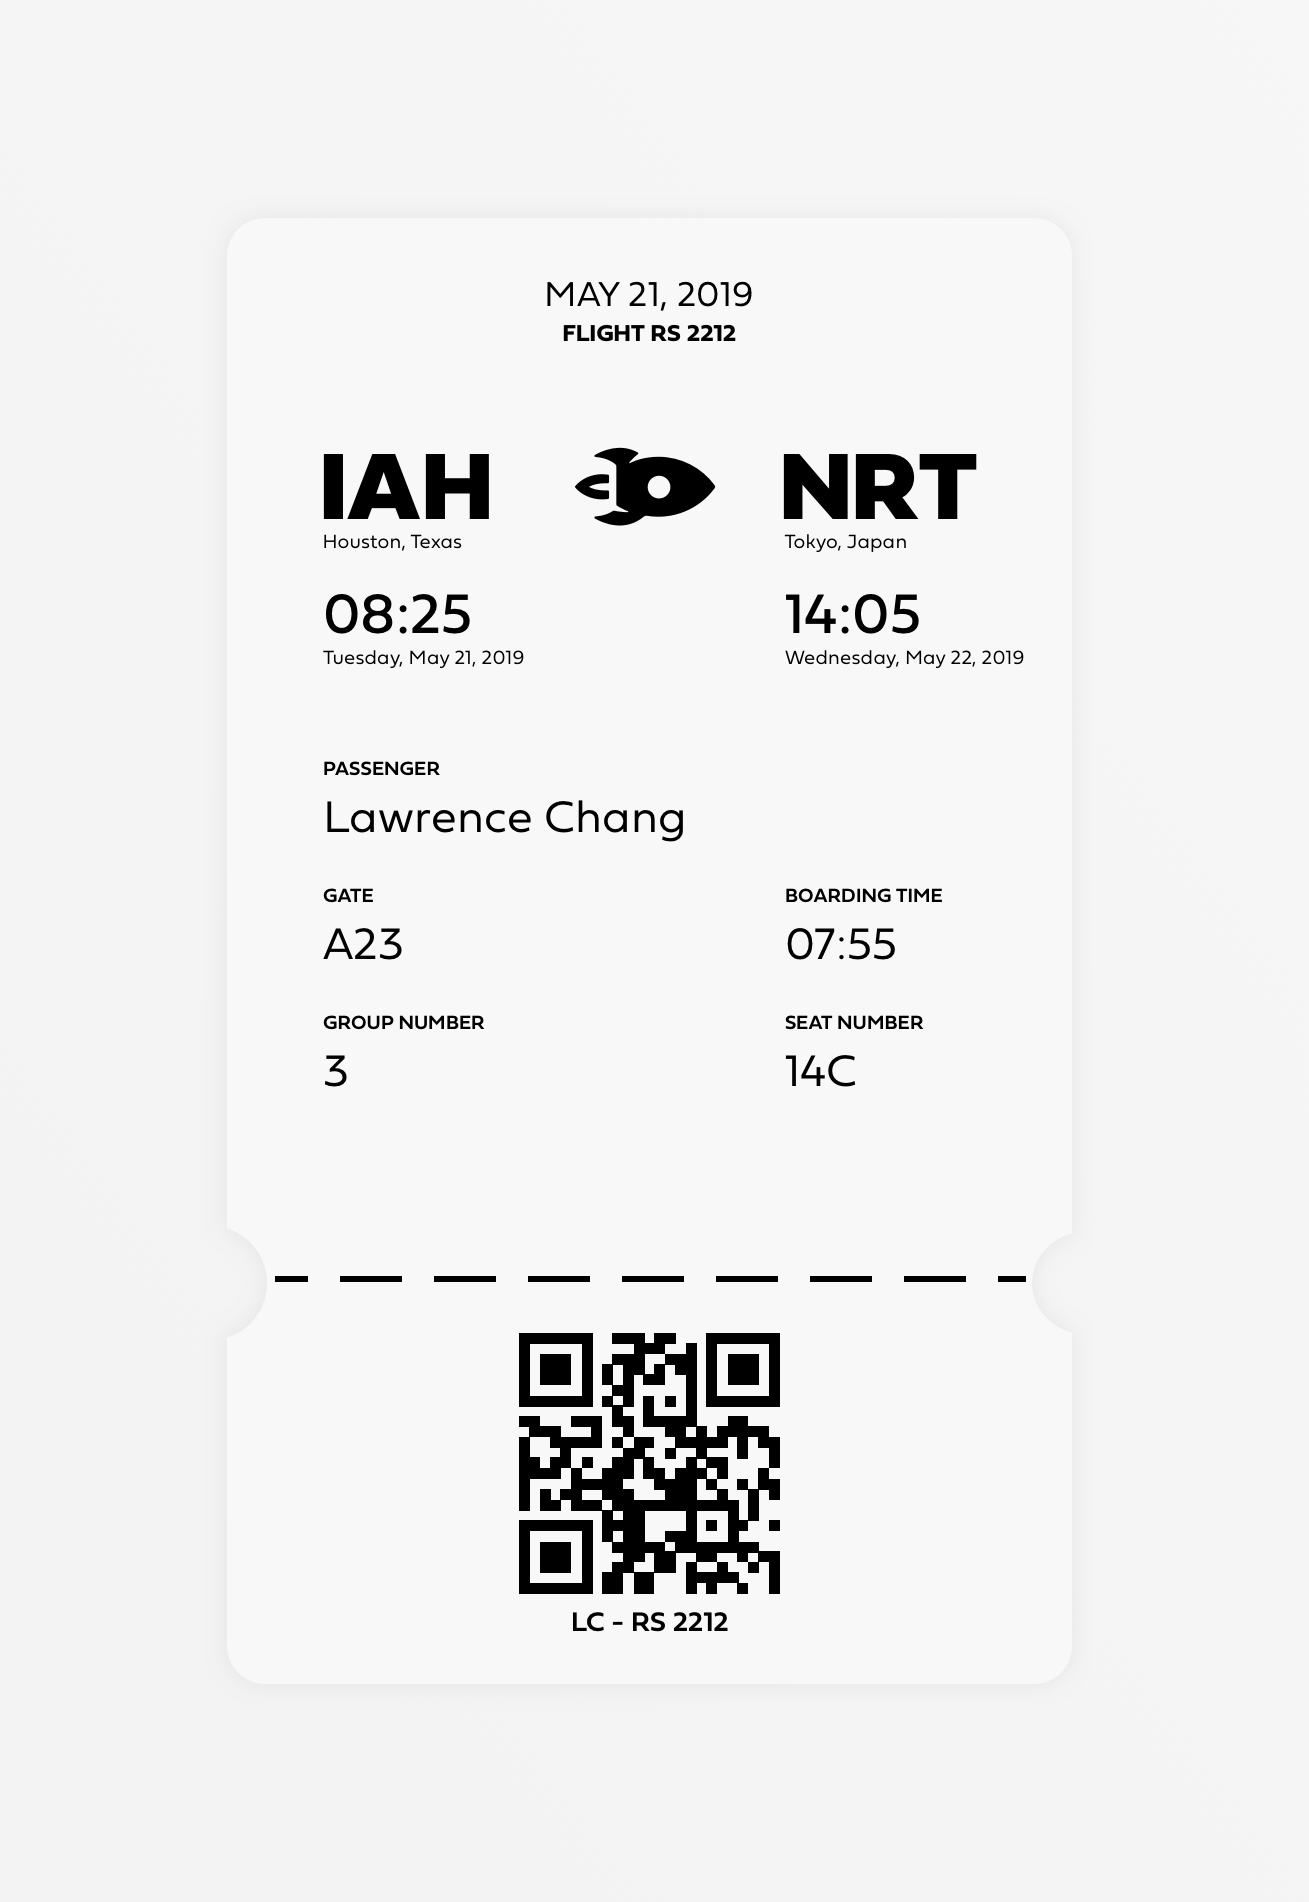 MAY 21, 2019
FLIGHT RS 2212
IAH
NRT
Houston, Texas
Tokyo, Japan
08:25
14:05
Tuesday, May 21, 2019
Wednesday, May 22, 2019
PASSENGER
Lawrence Chang
GATE
BOARDING TIME
A23
07:55
GROUP NUMBER
SEAT NUMBER
3
14C
LC - RS 2212